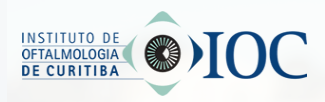 INSTITUTO DE
OFTALMOLOGIA
DE CURITIBA
IOC